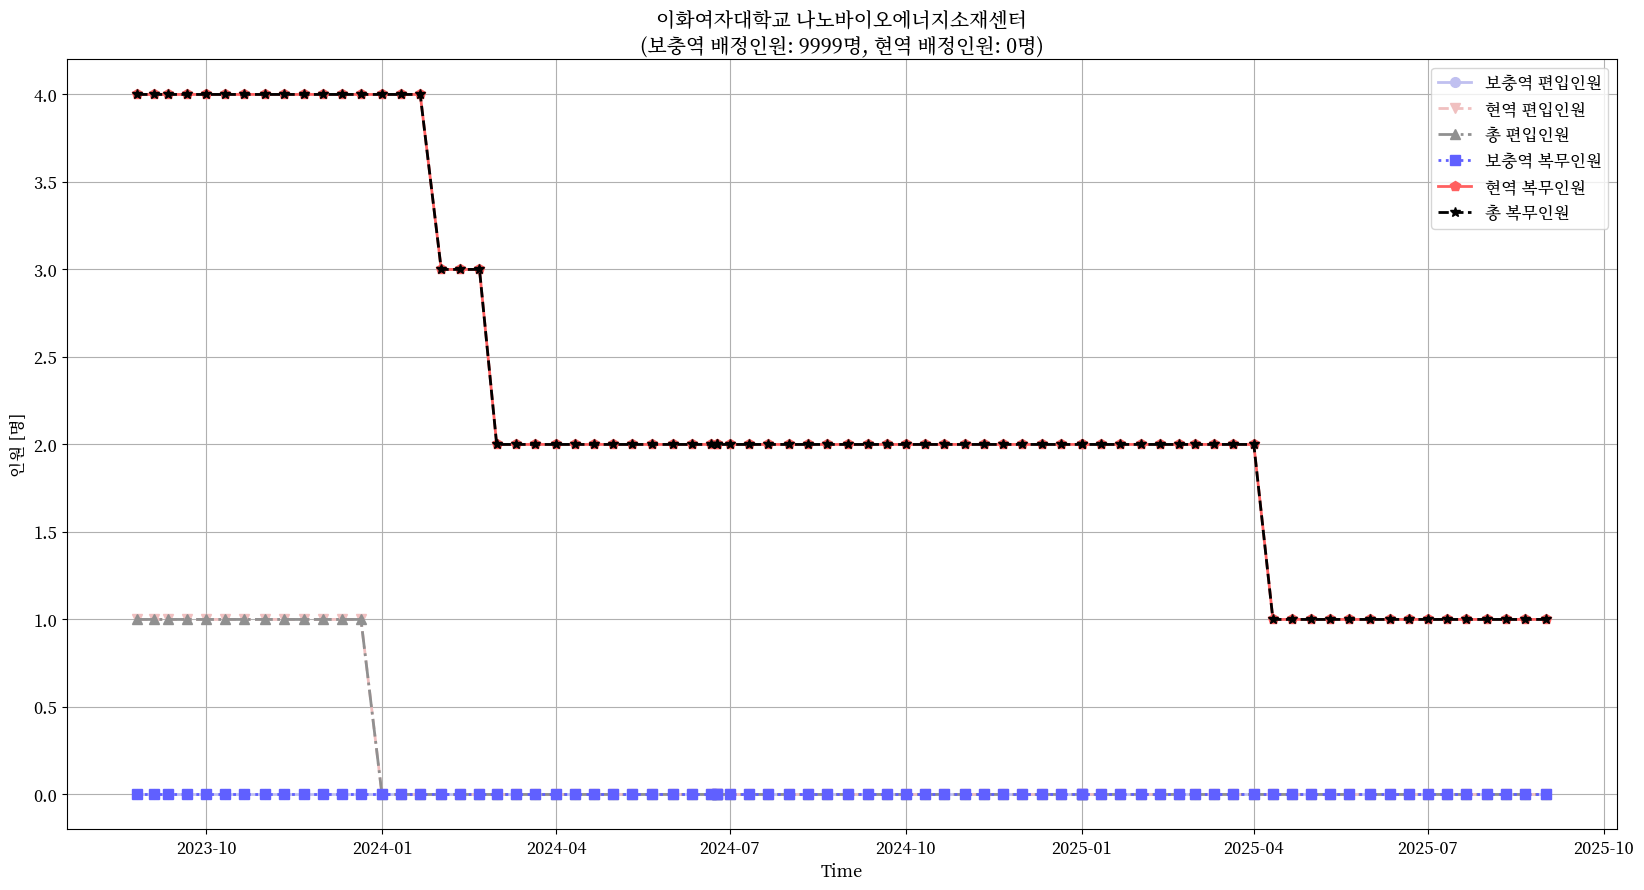 이화여자대학교 나노바이오에너지소재센터
(보충역 배정인원: 9999명, 현역 배정인원: 0명)
보충역 편입인원
현역 편입인원
총 편입인원
보충역 복무인원
현역 복무인원
총 복무인원
인원 [명]
4.0
3.5
3.0
2.5
2.0
1.5
1.0
0.5
0.0
2023-10
2024-01
2024-04
2024-07
2024-10
2025-01
2025-04
2025-07
2025-10
Time